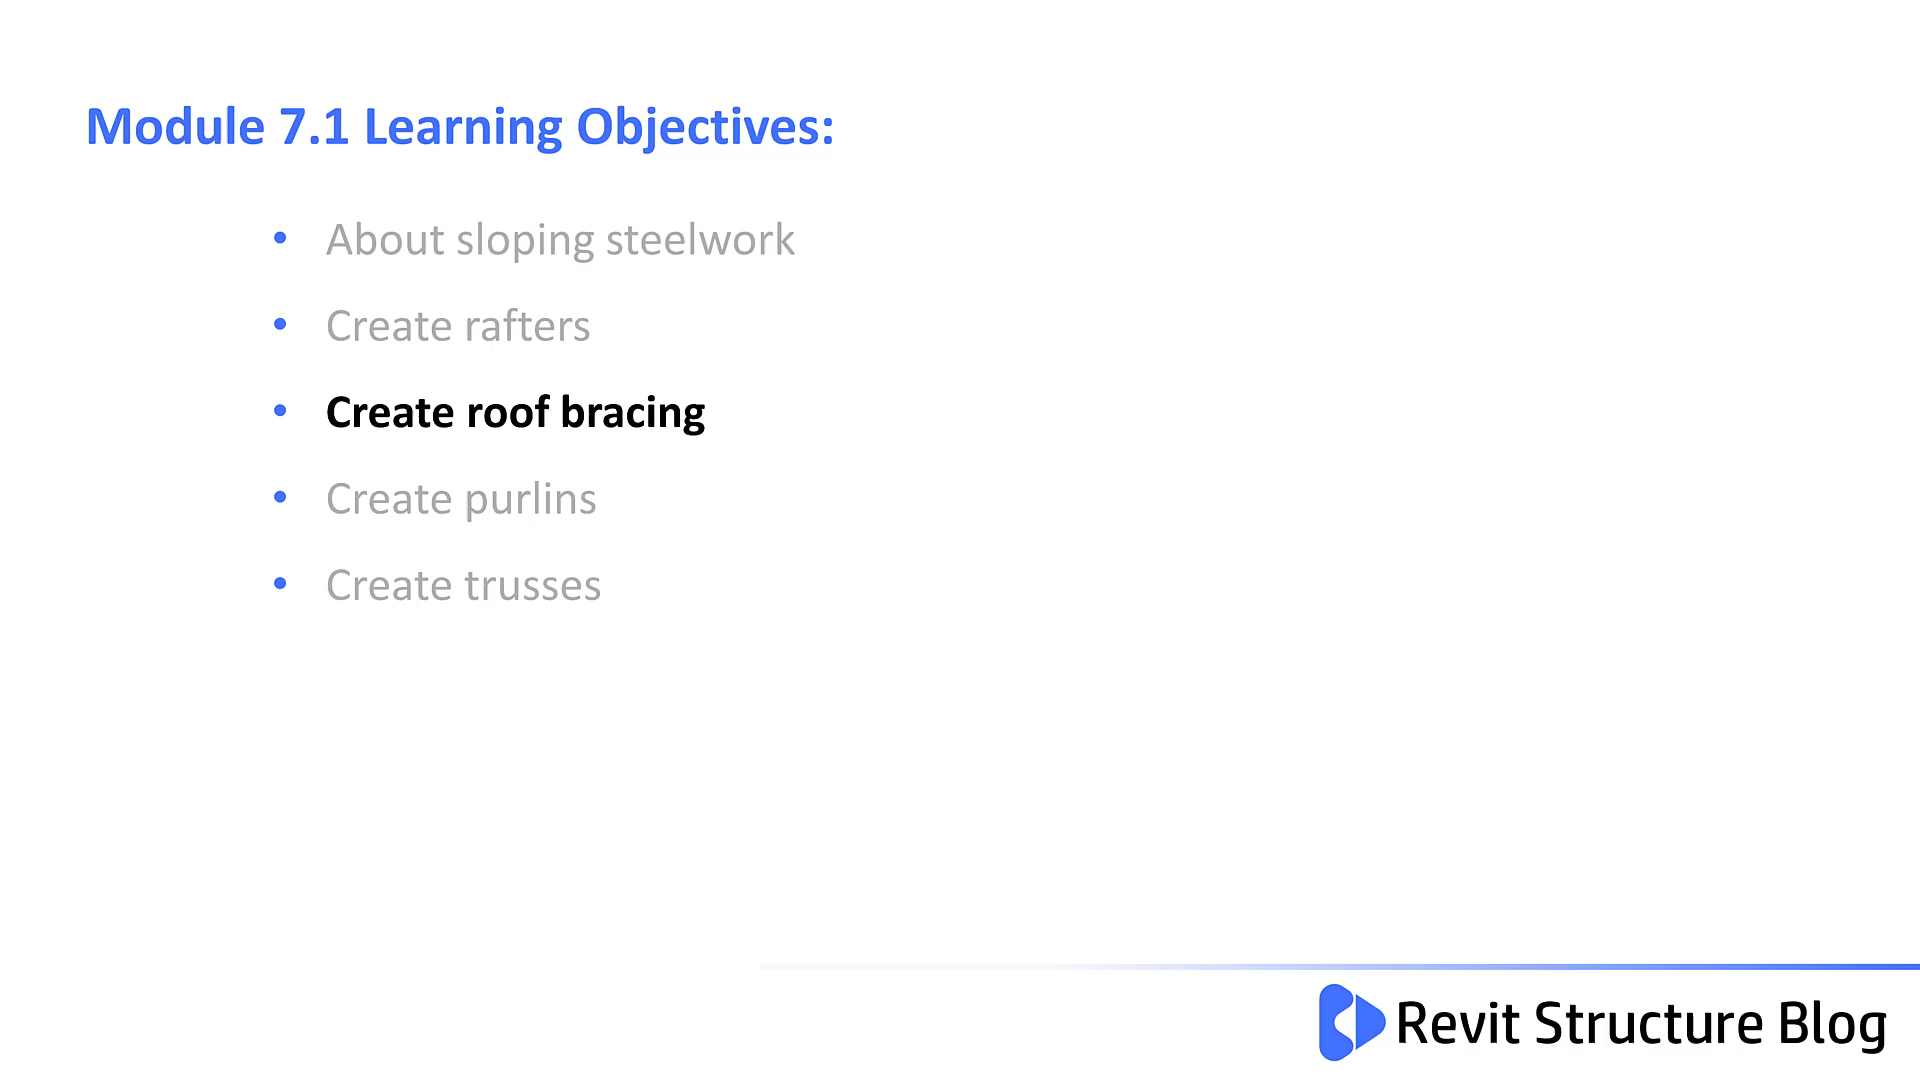 Module 7.1 Learning Objectives:
• About sloping steelwork
• Create rafters
• Create roof bracing
• Create purlins
• Create trusses
Revit Structure Blog